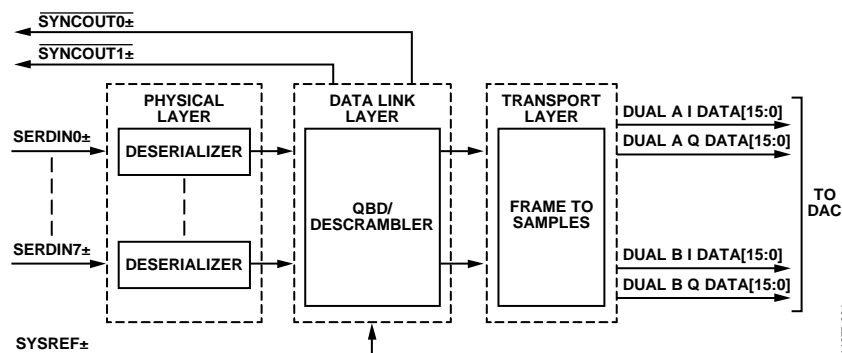 SYNCOUT0±
SYNCOUT1±
PHYSICAL
LAYER
DATA LINK
LAYER
TRANSPORT
LAYER
DUAL A I DATA[15:0]
DUAL A Q DATA[15:0]
SERDIN0±
DESERIALIZER
QBD/
DESCRAMBLER
FRAME TO
SAMPLES
TO
DAC
SERDIN7±
DESERIALIZER
DUAL B I DATA[15:0]
DUAL B Q DATA[15:0]
SYSREF±